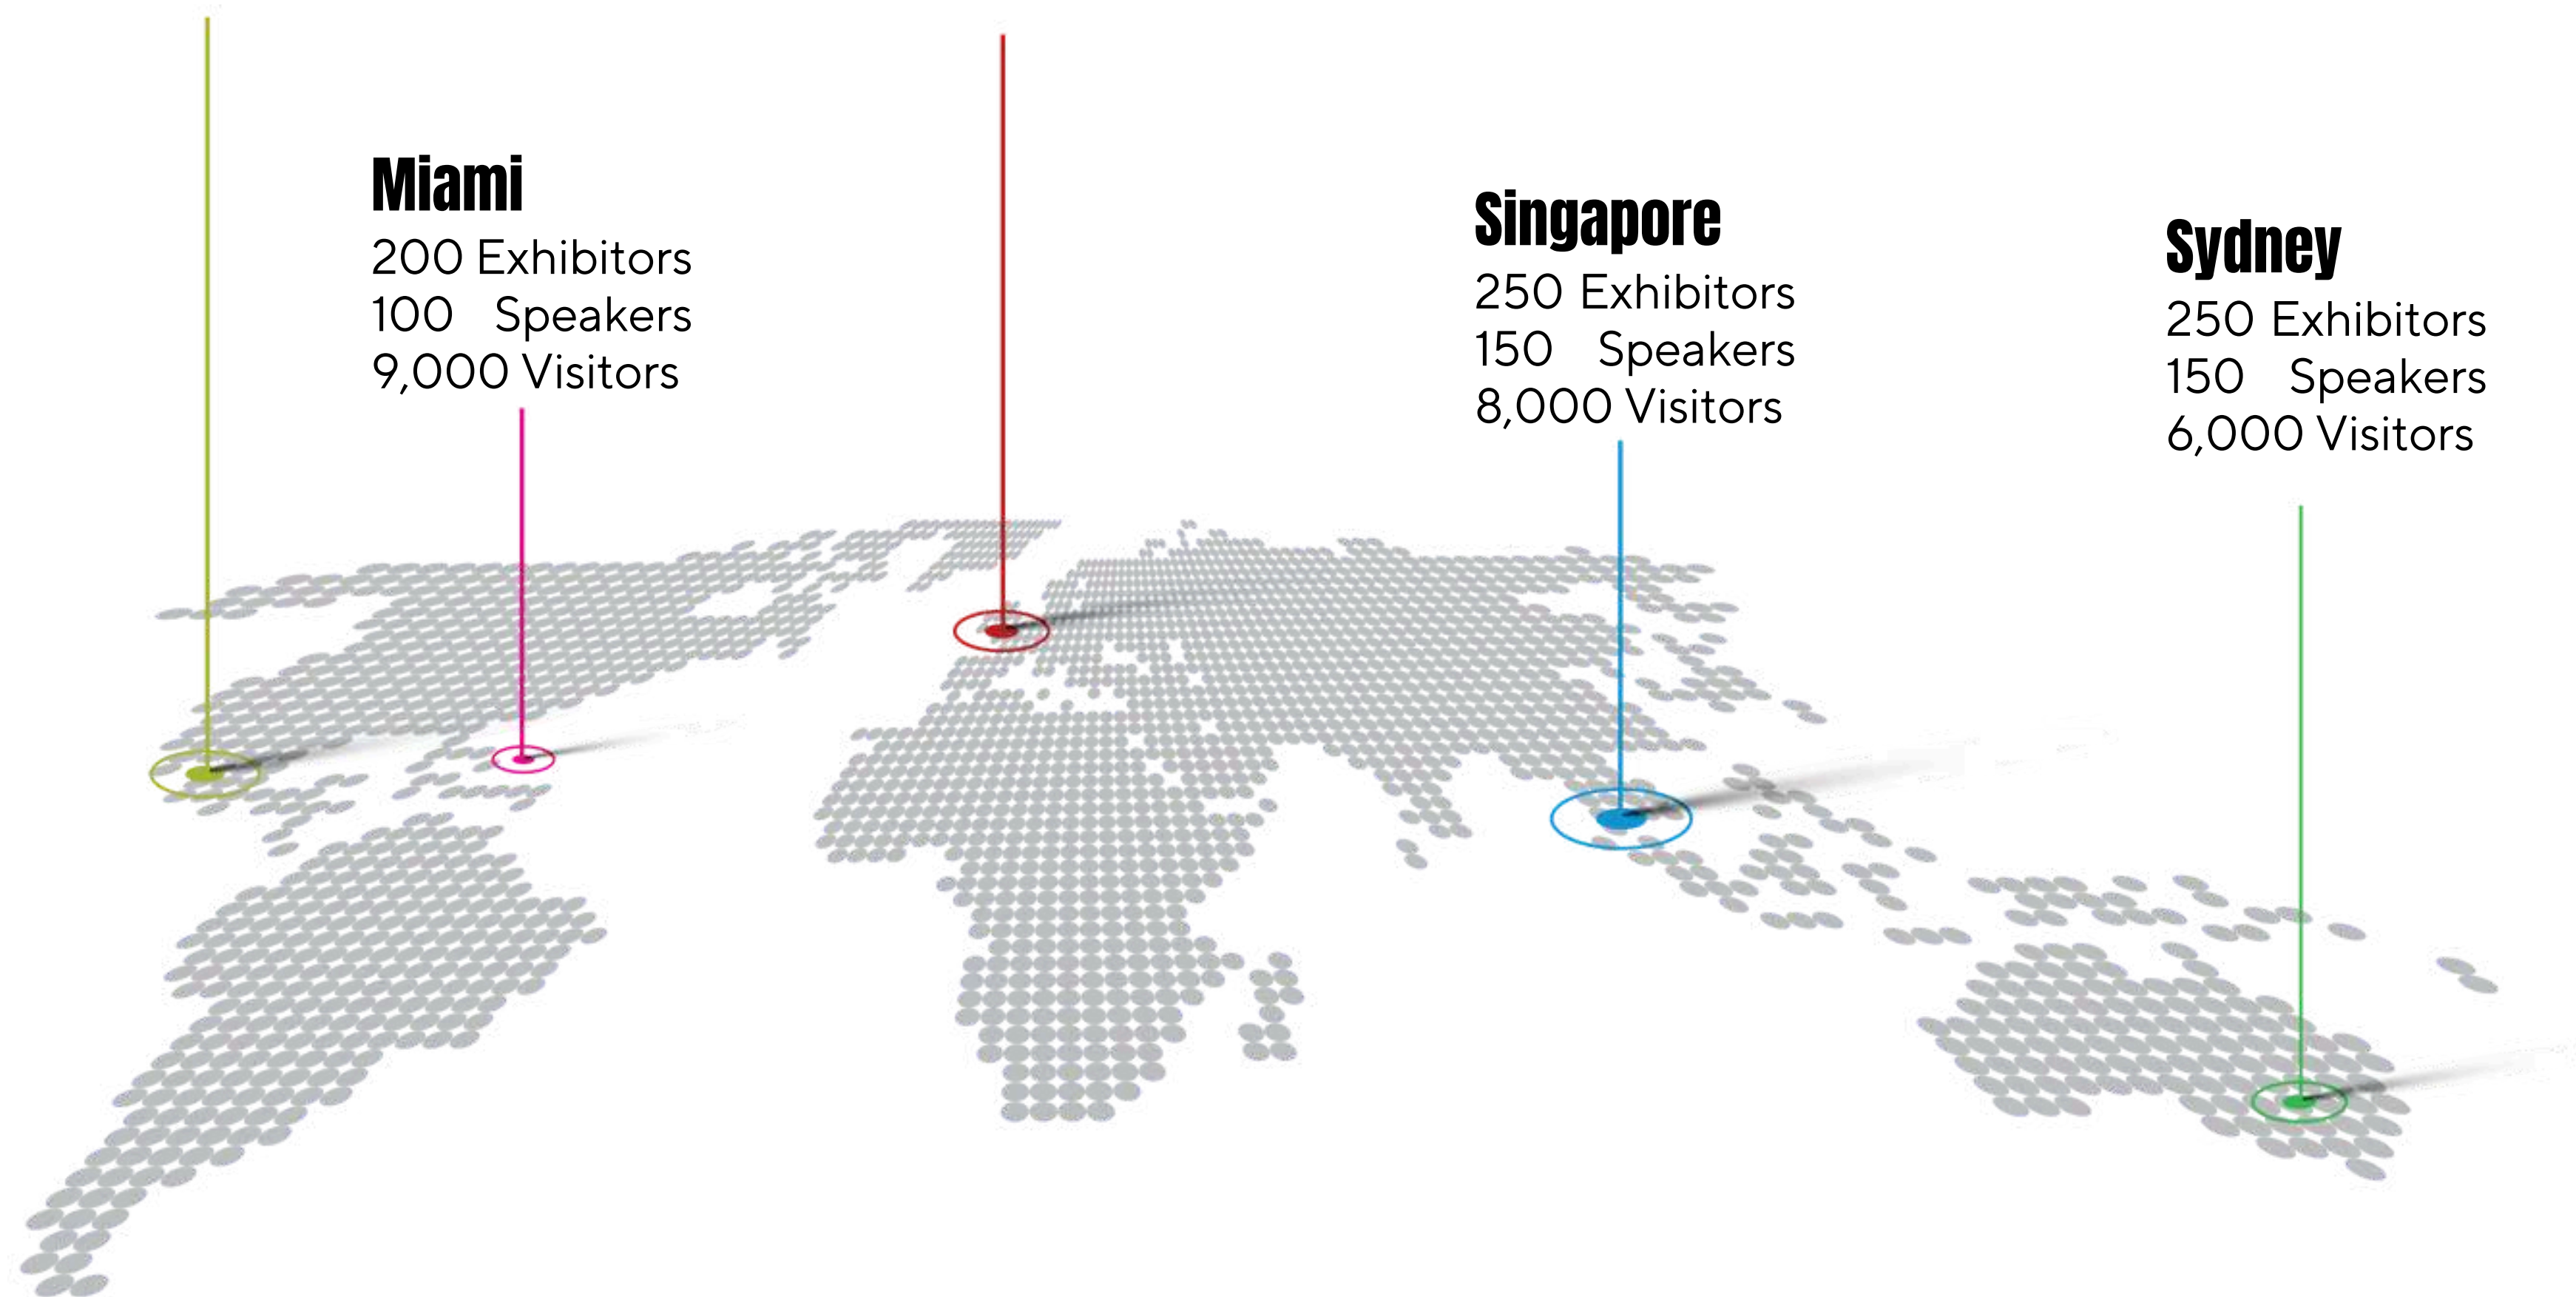 Miami
200 Exhibitors
100 Speakers
9,000 Visitors
Singapore
250 Exhibitors
150 Speakers
8,000 Visitors
Sydney
250 Exhibitors
150 Speakers
6,000 Visitors